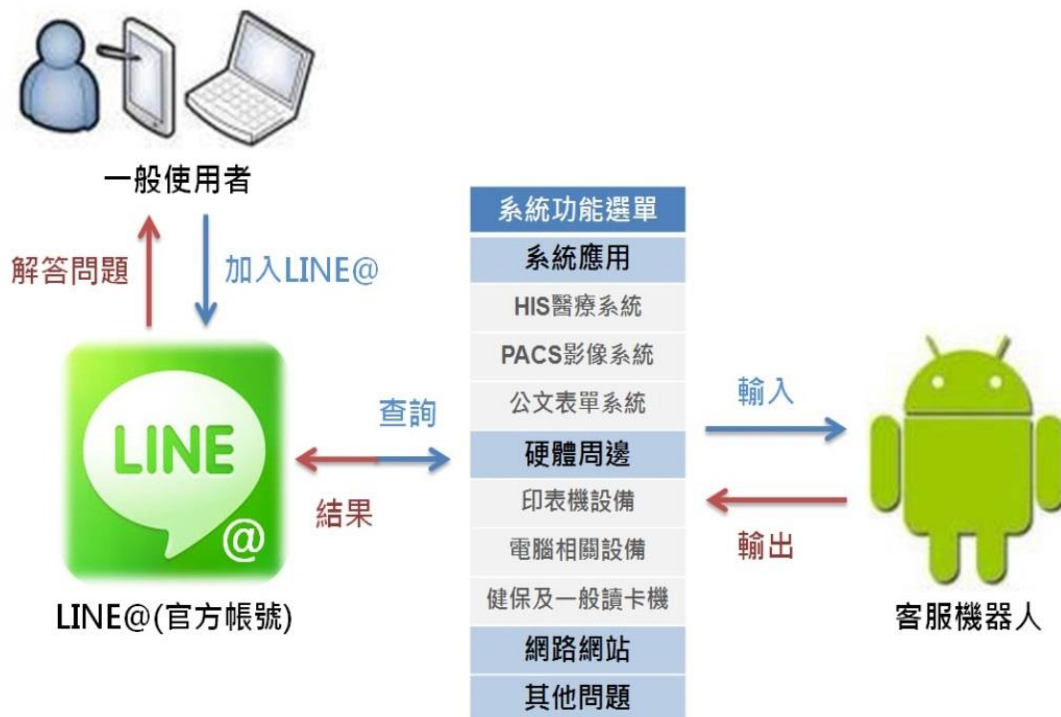 一般使用者
解答問題
加入LINE@
LINE
@
LINE@(官方帳號)
查詢
結果
系統功能選單
系統應用
HIS醫療系統
PACS影像系統
公文表單系統
硬體周邊
印表機設備
電腦相關設備
健保及一般讀卡機
網路網站
其他問題
輸入
輸出
客服機器人